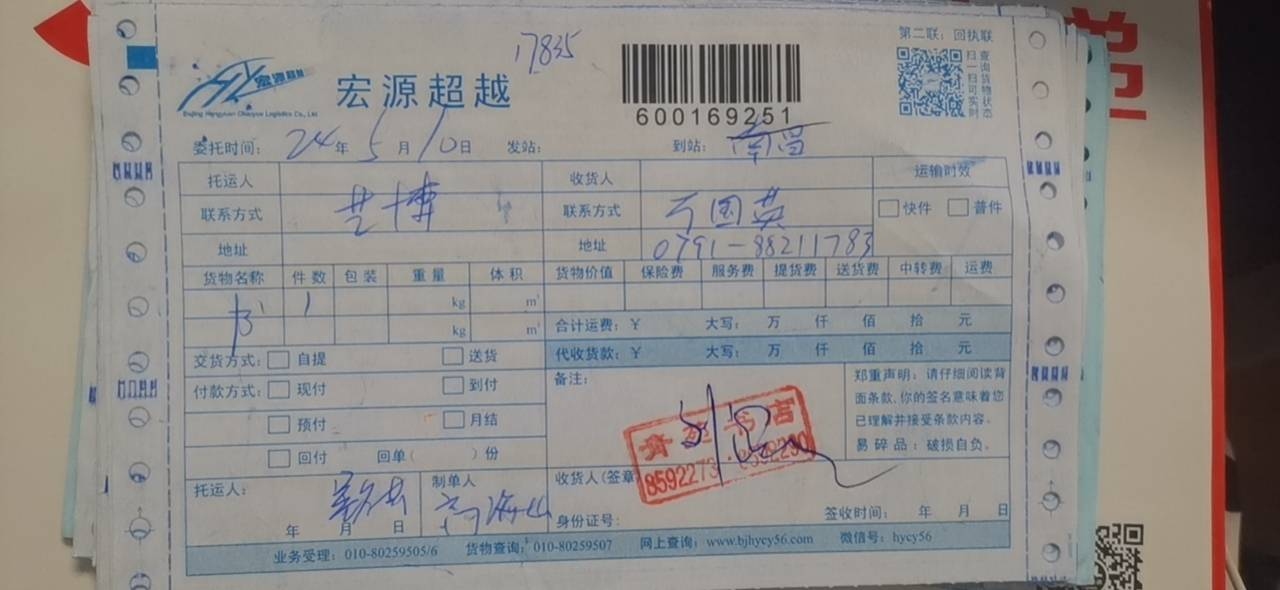 17835
第二联：回执联
宏源超越
宏源超越
Beijing Hongyuan Chaoyue Logistics Co., Ltd
600169251
扫查一询扫货可物实状时态
委托时间： 24年 5月 10日 发站： 到站： 南昌
托运人 收货人 运输时效
联系方式 艺博 联系方式 万国英 快件 普件
地址 地址 0791-88211783
货物名称 件数 包装 重量 体积 货物价值 保险费 服务费 提货费 送货费 中转费 运费
1 kg m³
kg m³ 合计运费：￥ 大写： 万 仟 佰 拾 元
交货方式： 自提 送货 代收货款：￥ 大写： 万 仟 佰 拾 元
付款方式： 现付 到付 备注： 郑重声明：请仔细阅读背
面条款，你的签名意味着您
预付 月结 已理解并接受条款内容。
回付 回单（ ）份 易碎品：破损自负。
8592273
托运人： 制单人 收货人(签章
年 月 日 身份证号： 签收时间： 年 月 日
业务受理：010-80259505/6 货物查询：010-80259507 网上查询：www.bjhycy56.com 微信号：hycy56